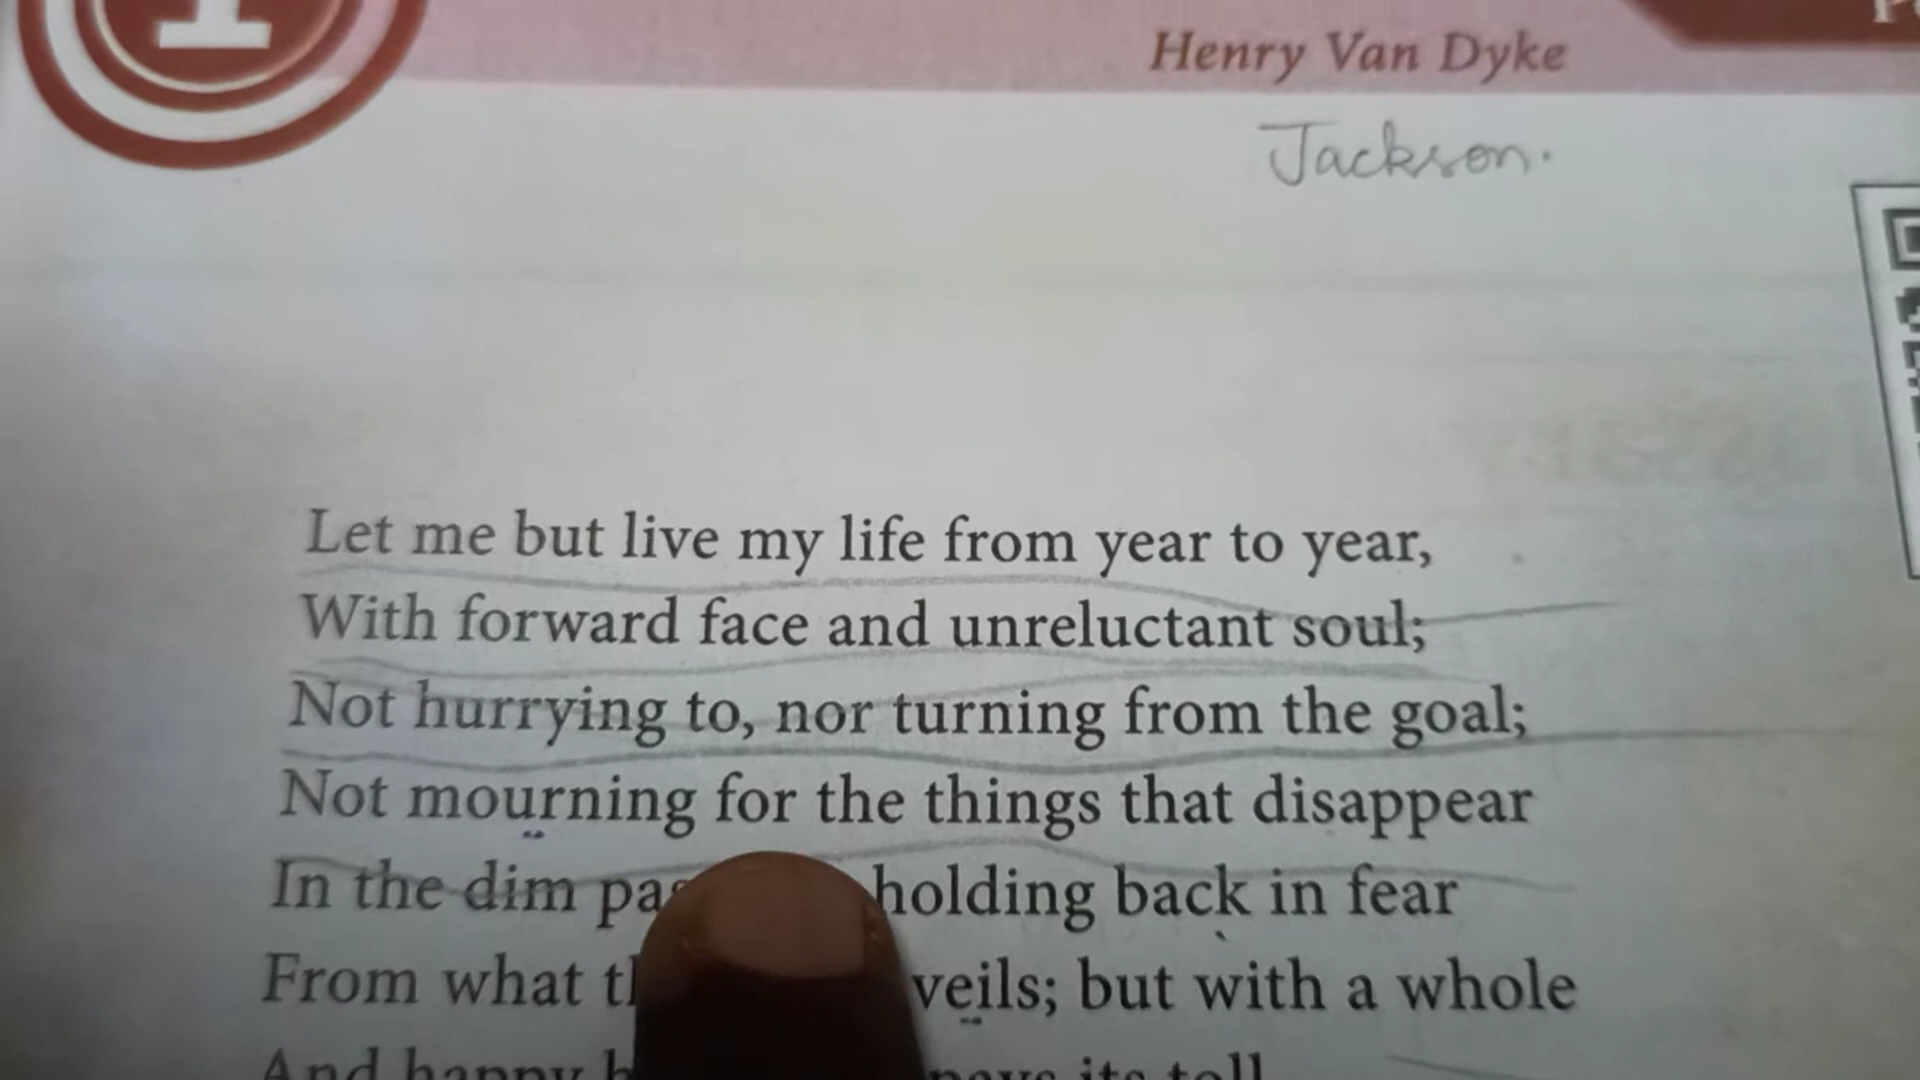 1
Henry Van Dyke
Jackson.
Let me but live my life from year to year,
With forward face and unreluctant soul;
Not hurrying to, nor turning from the goal;
Not mourning for the things that disappear
In the dim holding back in fear
From what veils; but with a whole
And happy its toll